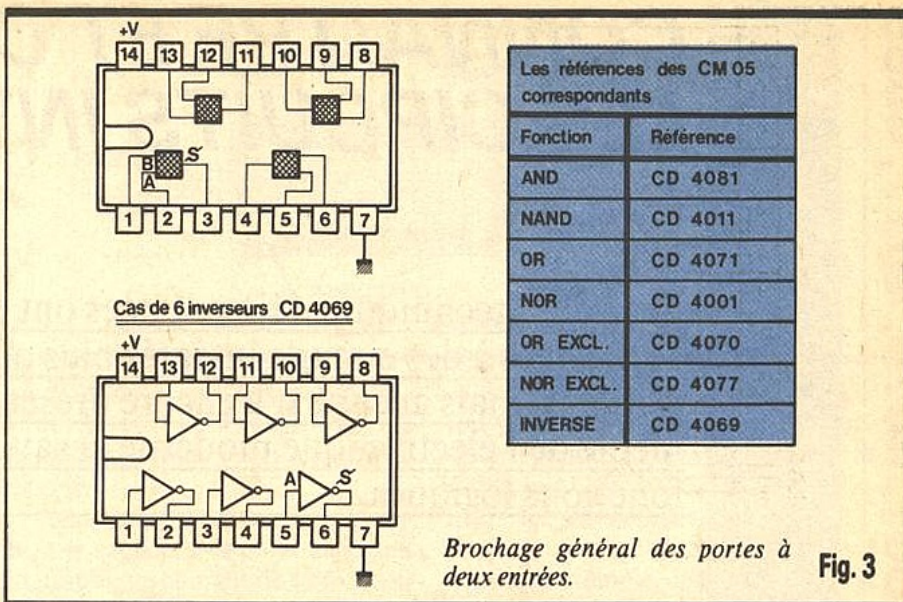 +V
14 13 12 11 10 9 8
B S
A
1 2 3 4 5 6 7
Cas de 6 inverseurs CD 4069
+V
14 13 12 11 10 9 8
A S
1 2 3 4 5 6 7
Les références des CM 05
correspondants
Fonction Référence
AND CD 4081
NAND CD 4011
OR CD 4071
NOR CD 4001
OR EXCL. CD 4070
NOR EXCL. CD 4077
INVERSE CD 4069
Brochage général des portes à
deux entrées.
Fig. 3